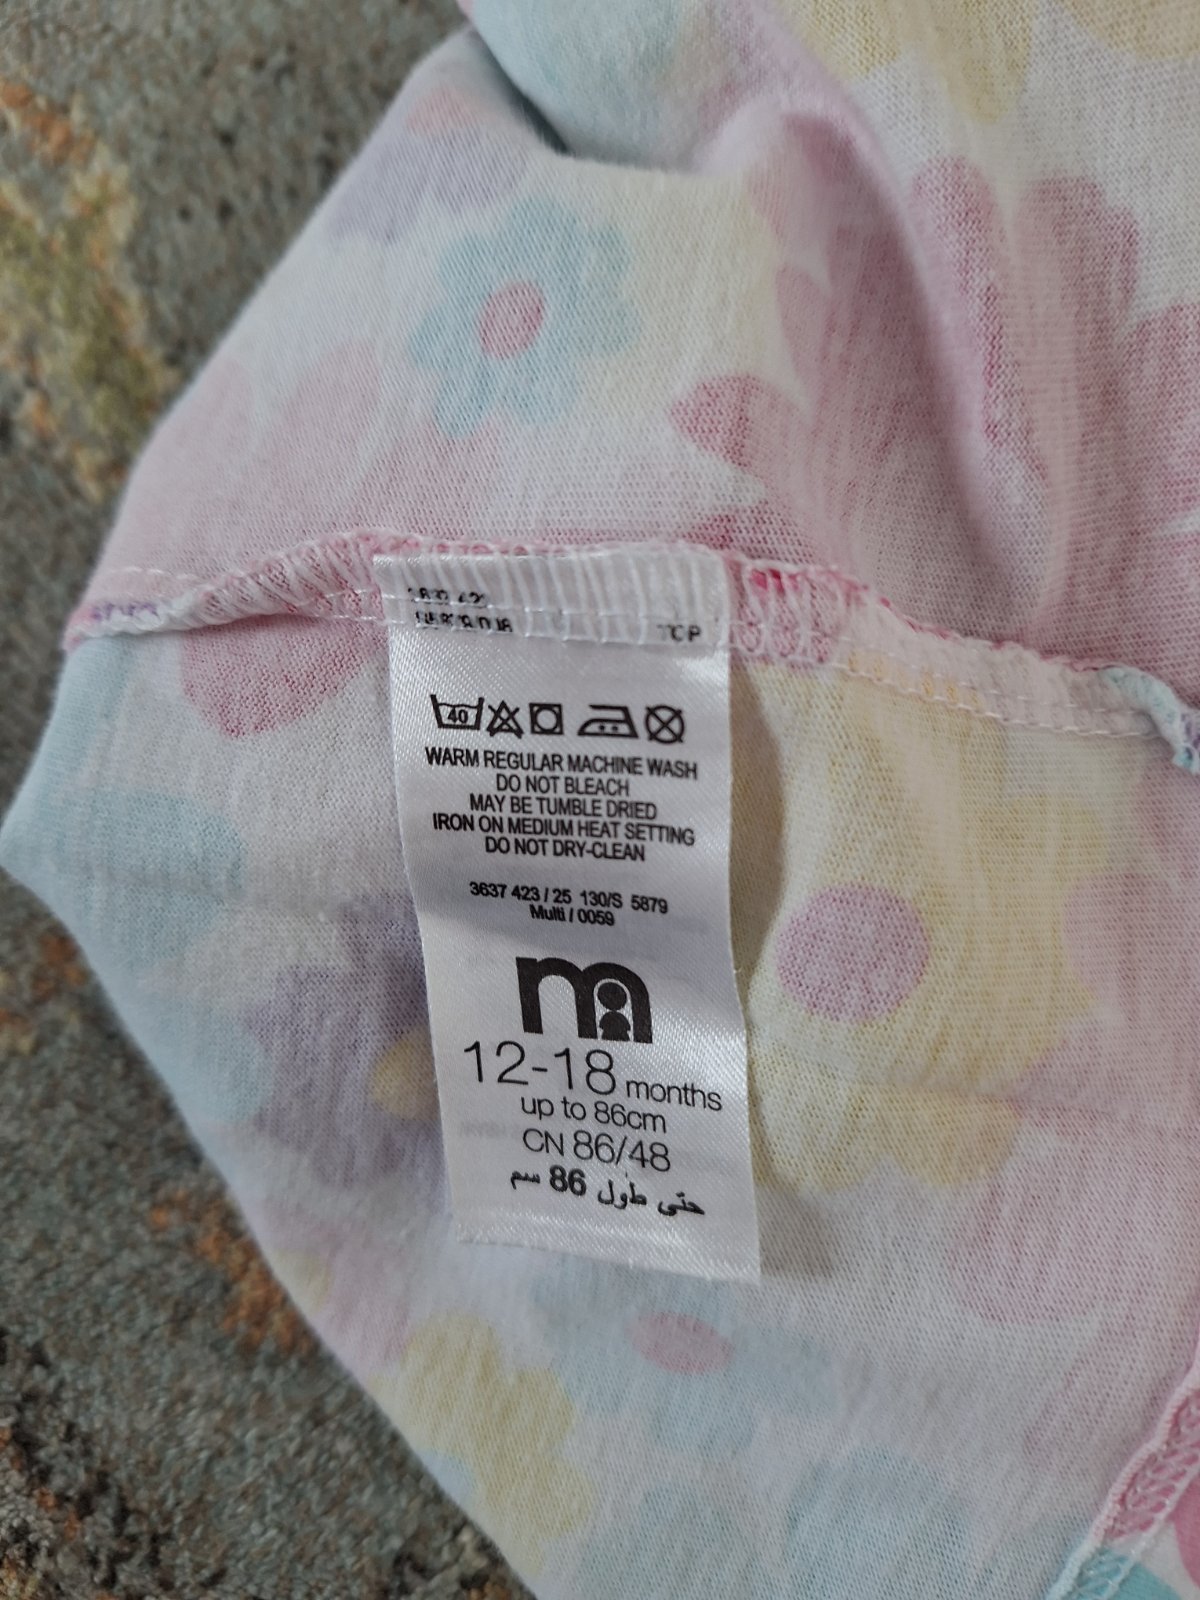 TOP
40
WARM REGULAR MACHINE WASH
DO NOT BLEACH
MAY BE TUMBLE DRIED
IRON ON MEDIUM HEAT SETTING
DO NOT DRY-CLEAN
3637 423 / 25 130/S 5879
Multi / 0059
m
12-18 months
up to 86cm
CN 86/48
حتى طول 86 سم